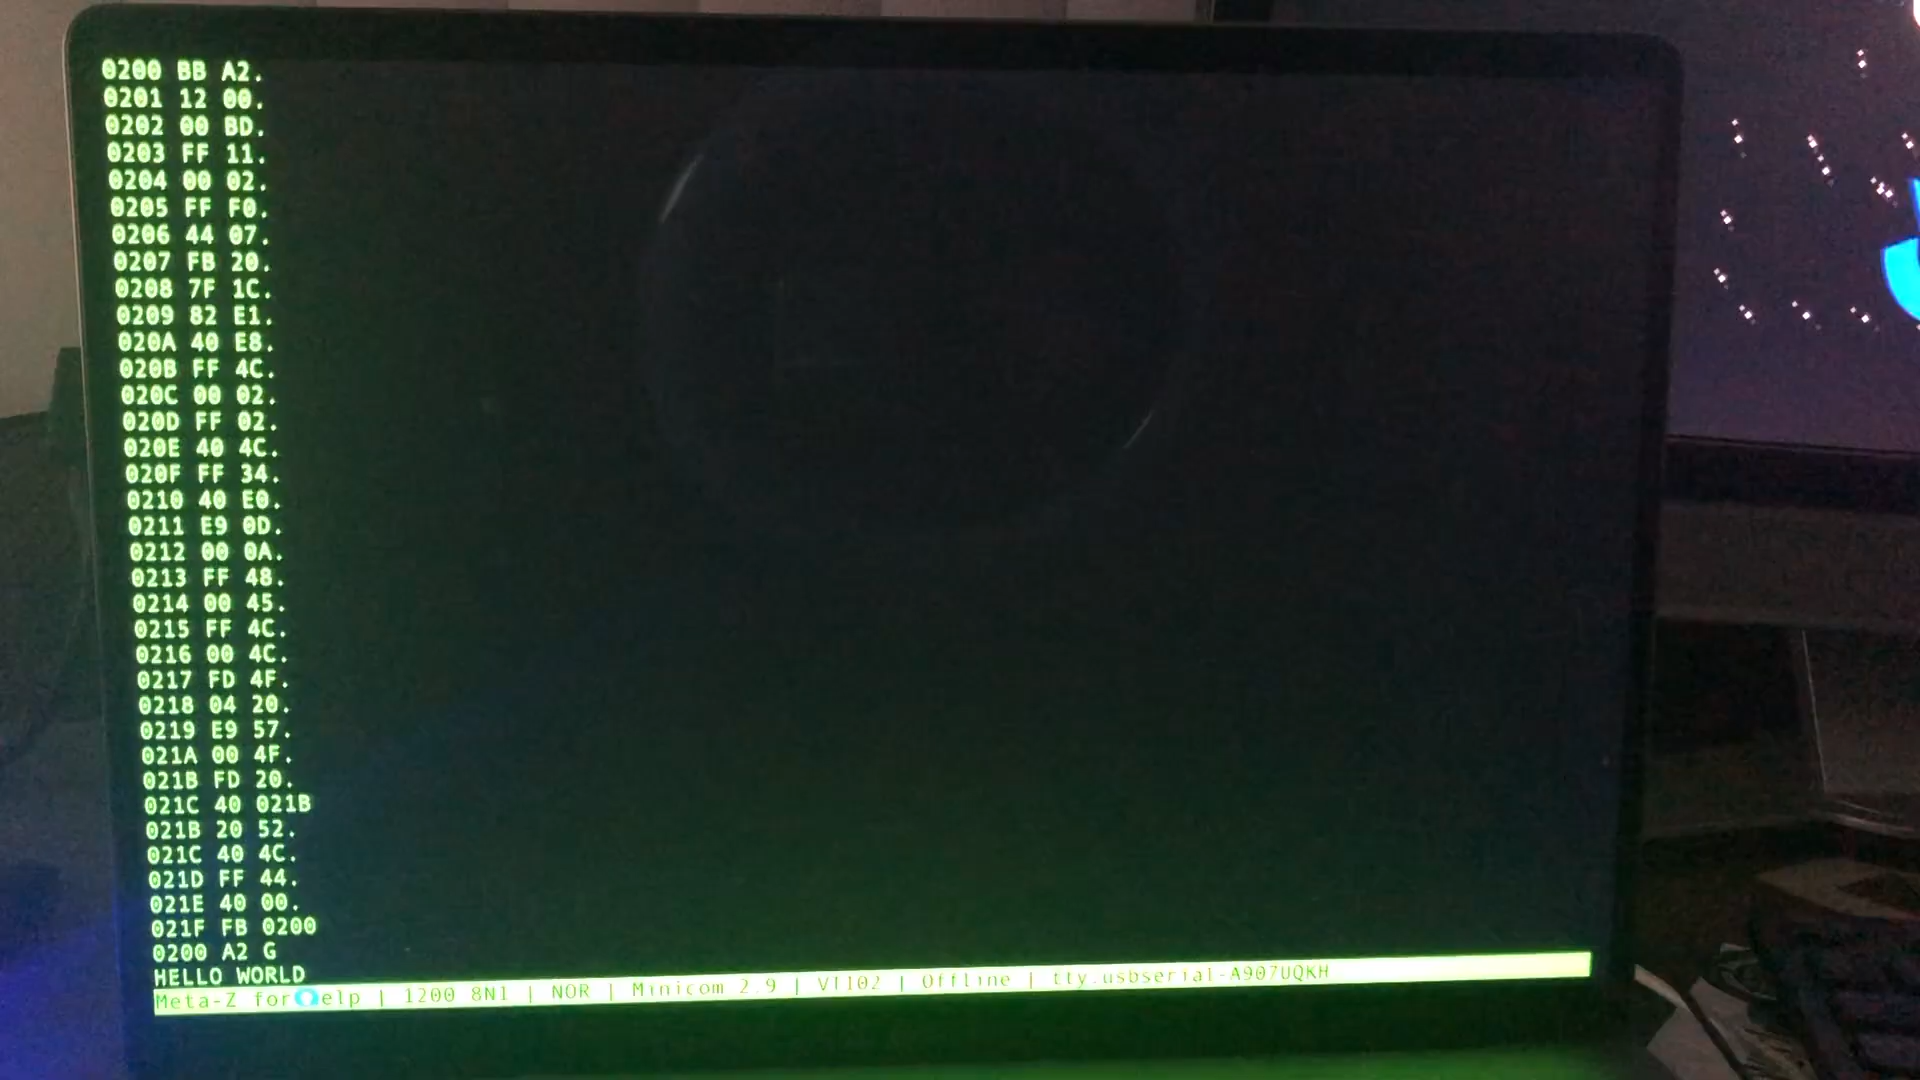 0200 BB A2.
0201 12 00.
0202 00 BD.
0203 FF 11.
0204 00 02.
0205 FF F0.
0206 44 07.
0207 FB 20.
0208 7F 1C.
0209 82 E1.
020A 40 E8.
020B FF 4C.
020C 00 02.
020D FF 02.
020E 40 4C.
020F FF 34.
0210 40 E0.
0211 E9 0D.
0212 00 0A.
0213 FF 48.
0214 00 45.
0215 FF 4C.
0216 00 4C.
0217 FD 4F.
0218 04 20.
0219 E9 57.
021A 00 4F.
021B FD 20.
021C 40 021B
021B 20 52.
021C 40 4C.
021D FF 44.
021E 40 00.
021F FB 0200
0200 A2 G
HELLO WORLD
Meta-Z for elp | 1200 8N1 | NOR | Minicom 2.9 | VT102 | Offline | tty.usbserial-A907UQKH